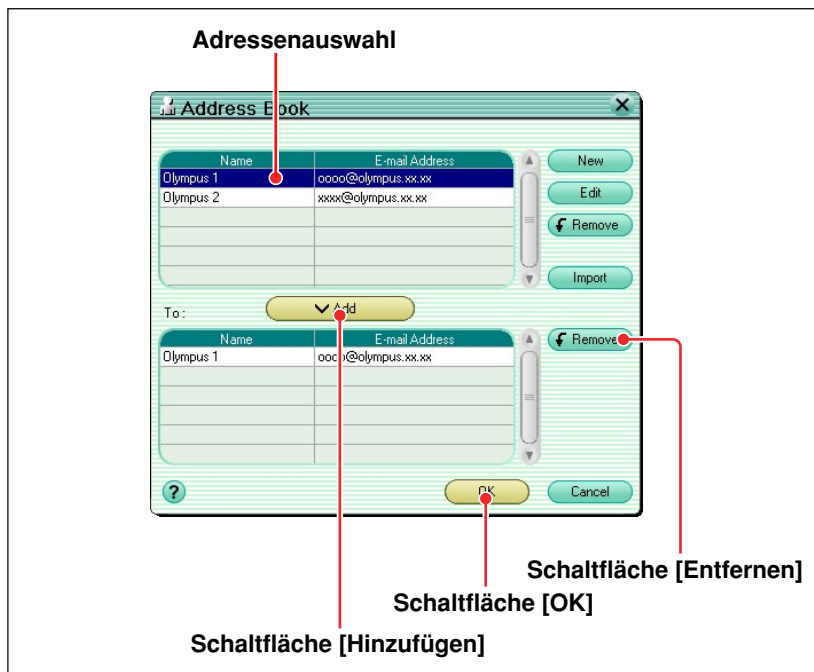 Adressenauswahl
Address Book
Name E-mail Address
Olympus 1 oooo@olympus.xx.xx
Olympus 2 xxxx@olympus.xx.xx
New
Edit
Remove
Import
To:
Add
Name E-mail Address
Olympus 1 oooo@olympus.xx.xx
Remove
?
OK
Cancel
Schaltfläche [Entfernen]
Schaltfläche [OK]
Schaltfläche [Hinzufügen]